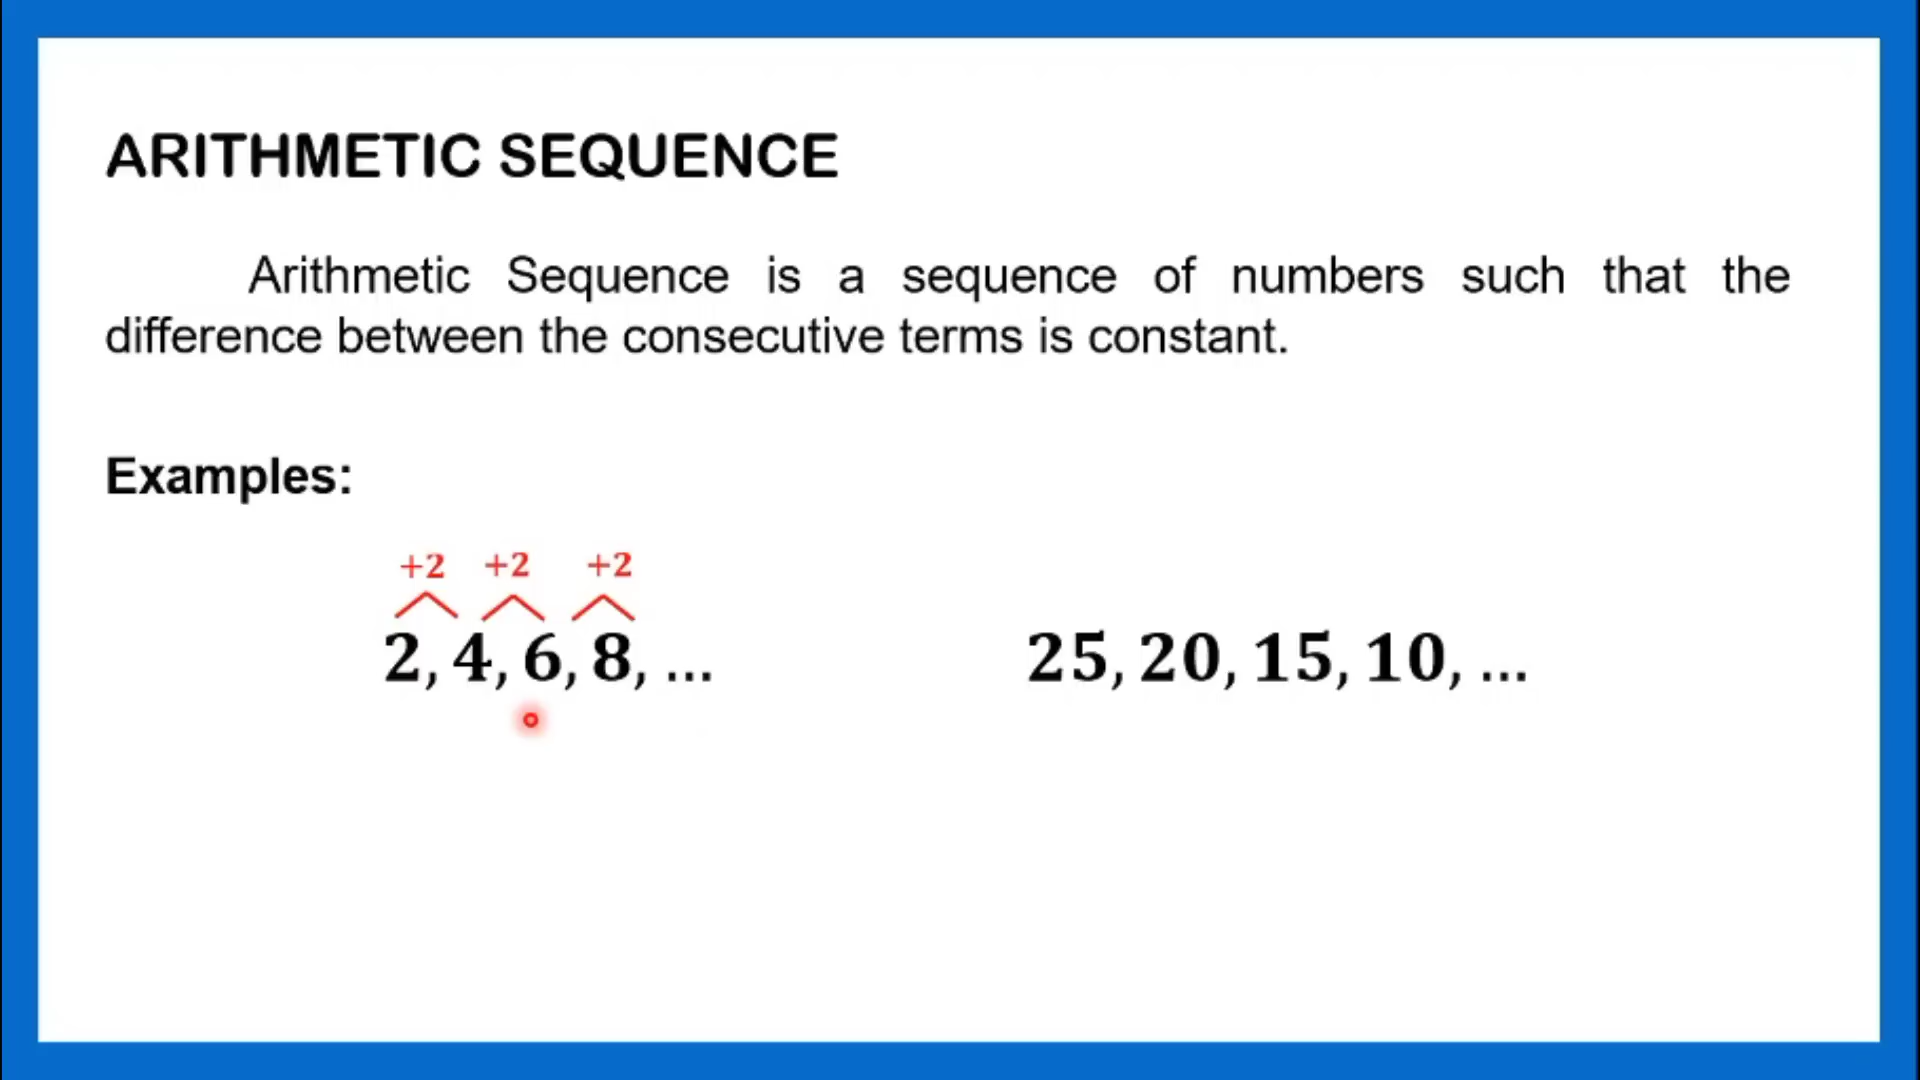 ARITHMETIC SEQUENCE
Arithmetic Sequence is a sequence of numbers such that the
difference between the consecutive terms is constant.
Examples:
+2 +2 +2
2, 4, 6, 8, ...
25, 20, 15, 10, ...